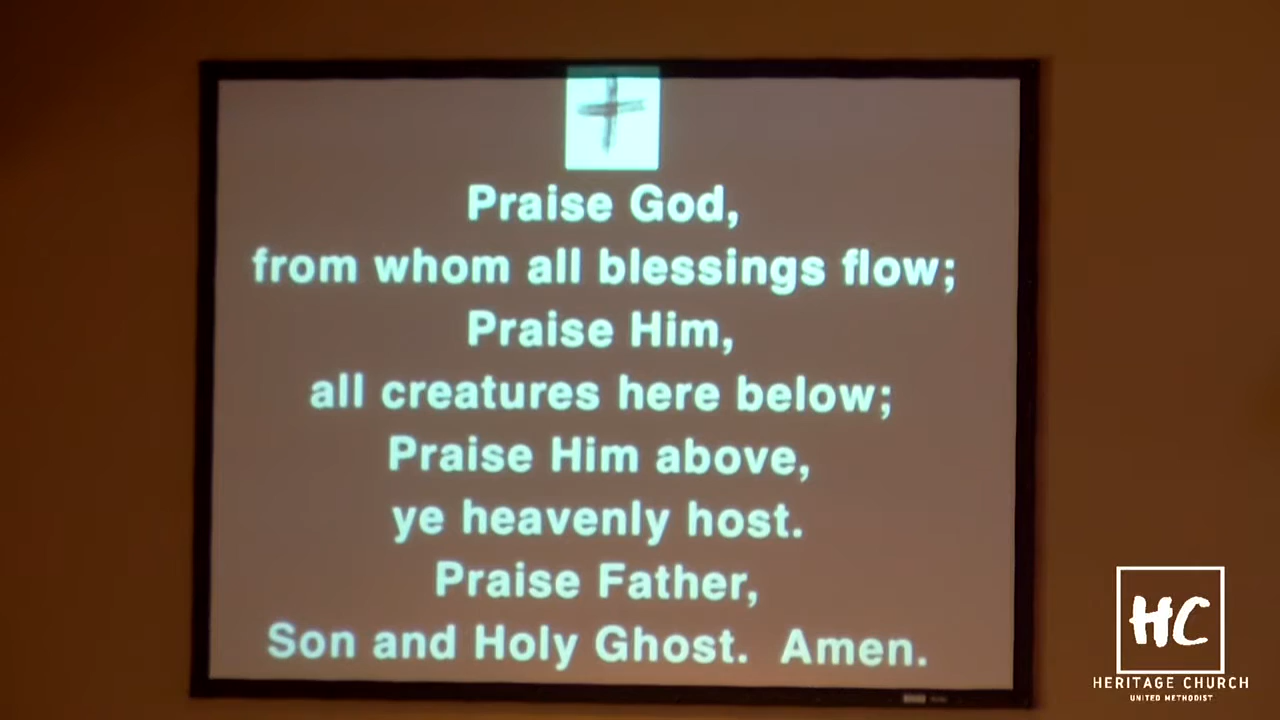 Praise God,
from whom all blessings flow;
Praise Him,
all creatures here below;
Praise Him above,
ye heavenly host.
Praise Father,
Son and Holy Ghost.  Amen.
HC
HERITAGE CHURCH
UNITED METHODIST